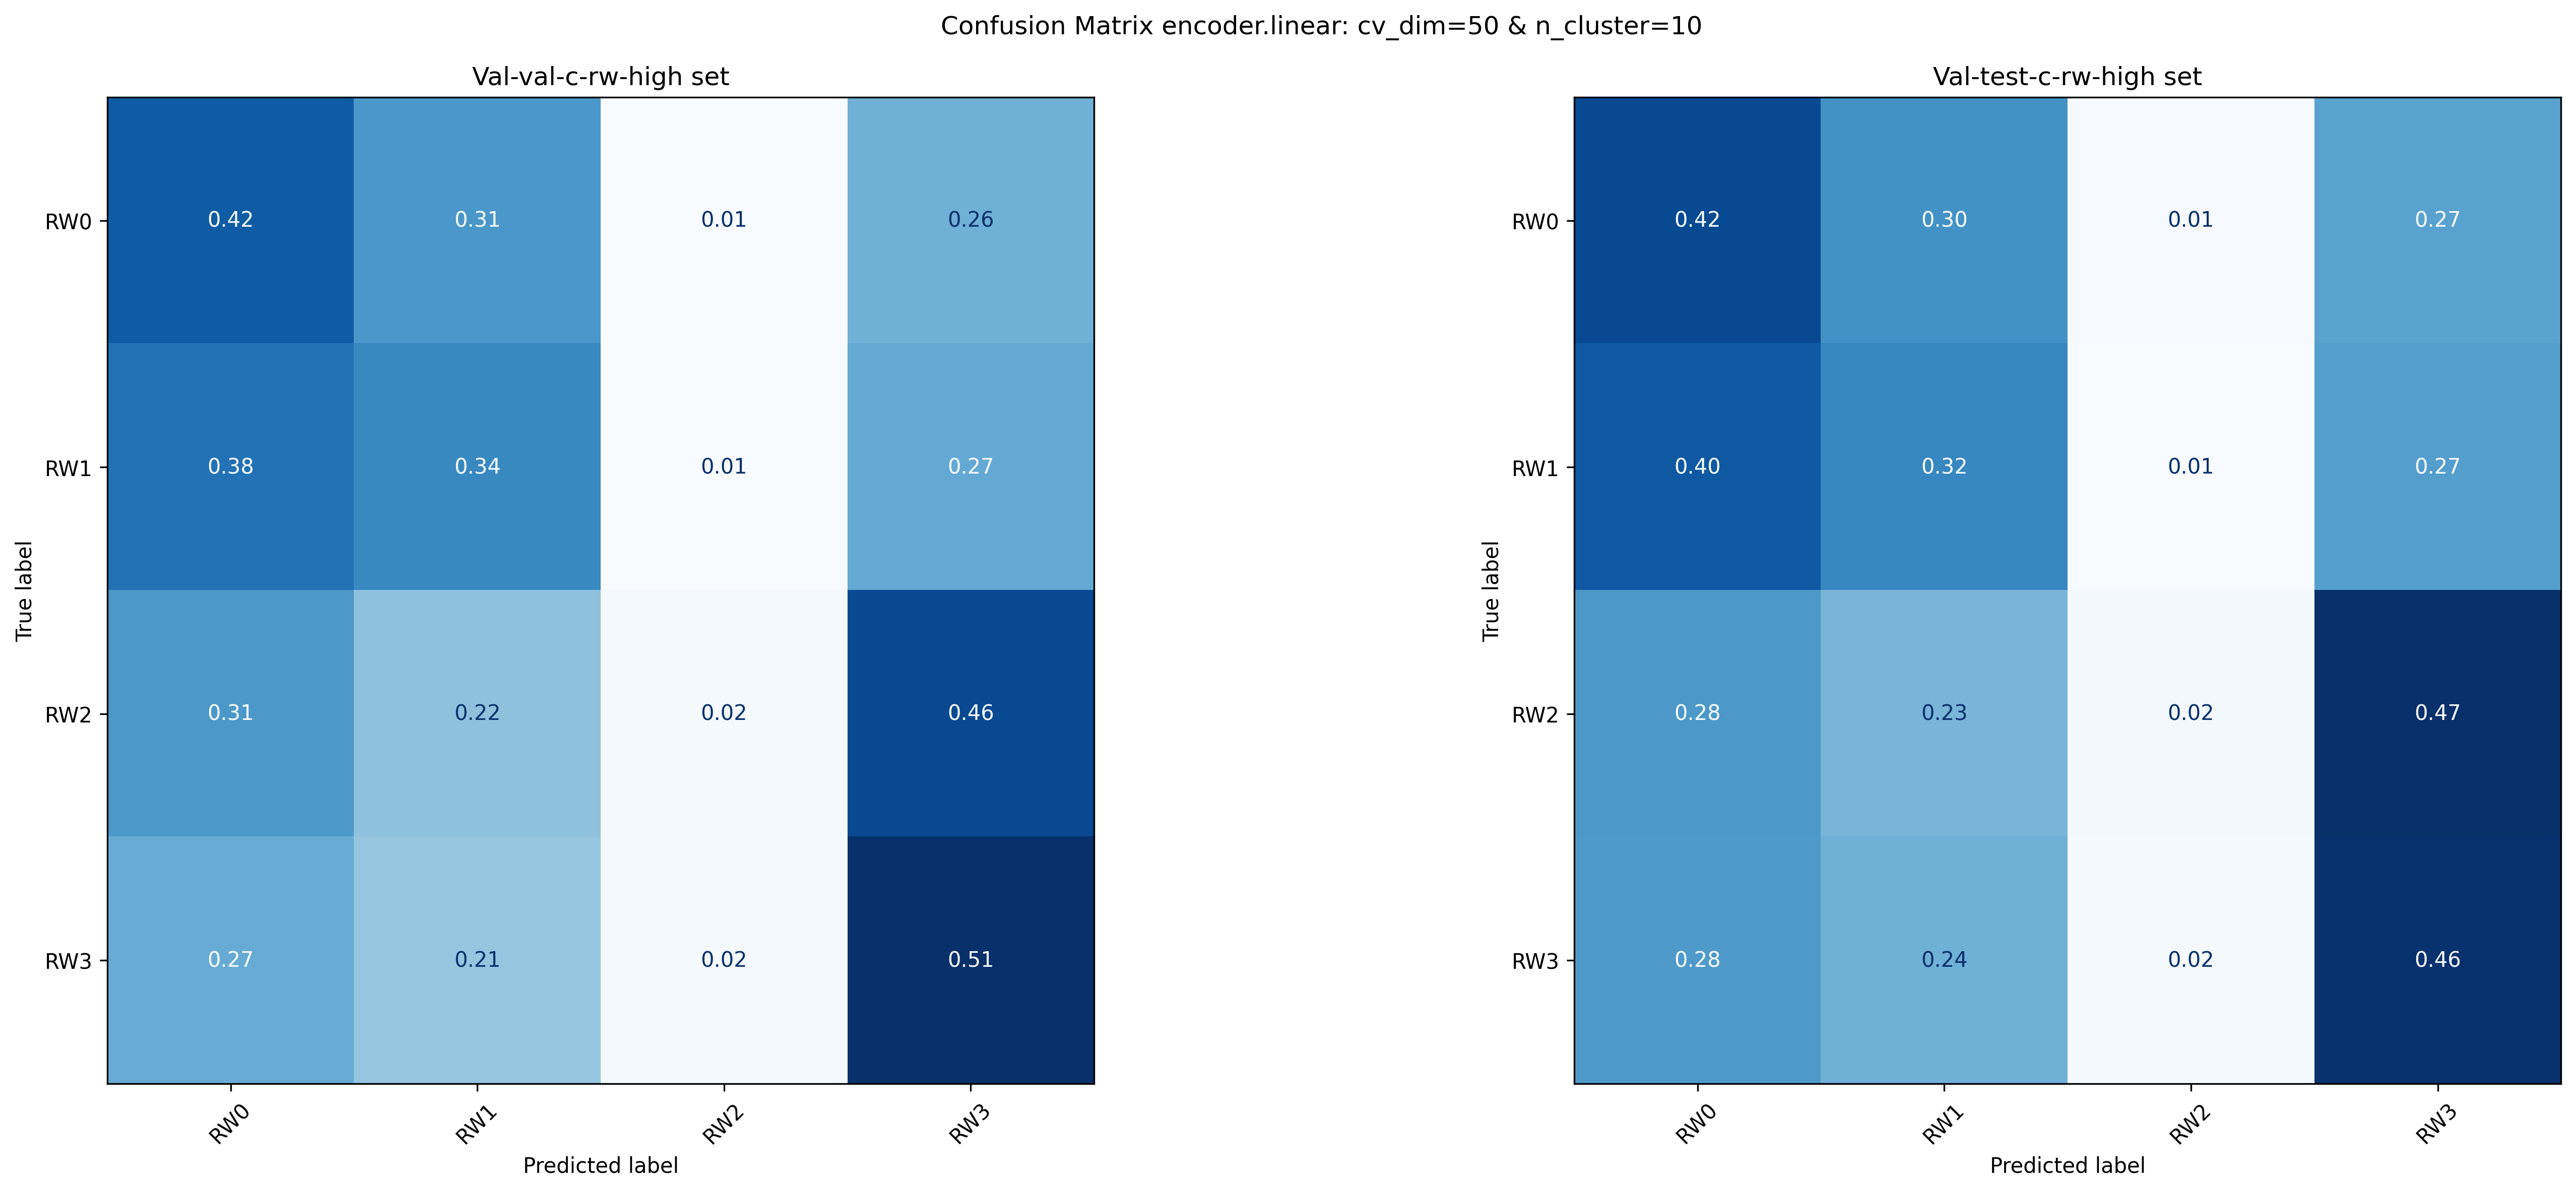 Confusion Matrix encoder.linear: cv_dim=50 & n_cluster=10
Val-val-c-rw-high set
True label
RW0
0.42 0.31 0.01 0.26
RW1
0.38 0.34 0.01 0.27
RW2
0.31 0.22 0.02 0.46
RW3
0.27 0.21 0.02 0.51
RW0 RW1 RW2 RW3
Predicted label
Val-test-c-rw-high set
True label
RW0
0.42 0.30 0.01 0.27
RW1
0.40 0.32 0.01 0.27
RW2
0.28 0.23 0.02 0.47
RW3
0.28 0.24 0.02 0.46
RW0 RW1 RW2 RW3
Predicted label